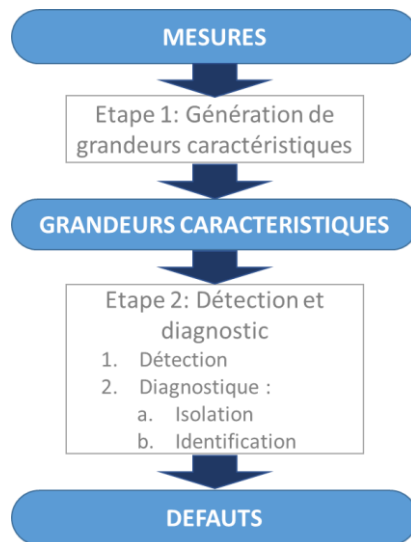 MESURES
Etape 1: Génération de
grandeurs caractéristiques
GRANDEURS CARACTERISTIQUES
Etape 2: Détection et
diagnostic
1. Détection
2. Diagnostique :
a. Isolation
b. Identification
DEFAUTS